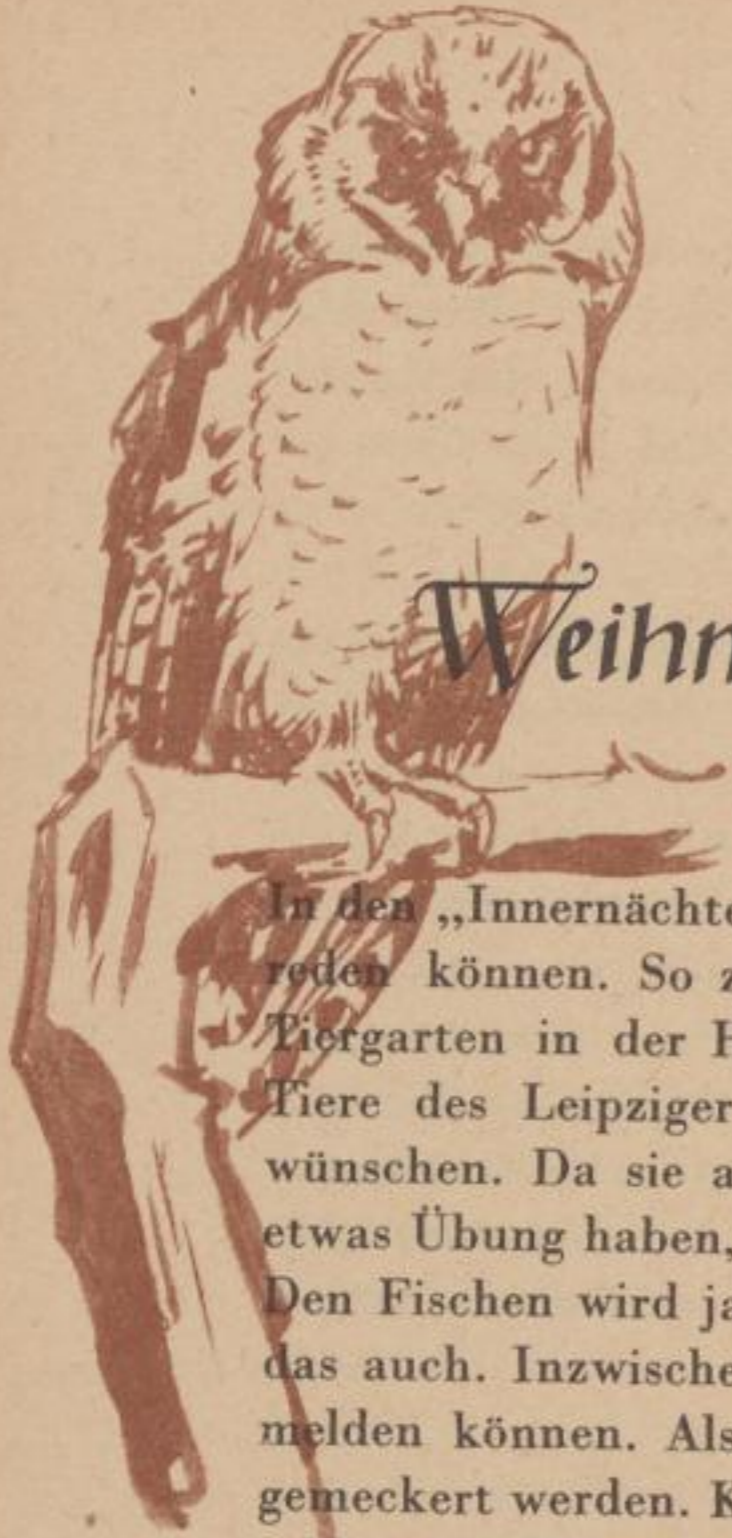 Weihn
In den „Innernächte
reden können. So z
Tiergarten in der H
Tiere des Leipziger
wünschen. Da sie a
etwas Übung haben,
Den Fischen wird ja
das auch. Inzwische
melden können. Als
gemeckert werden. K